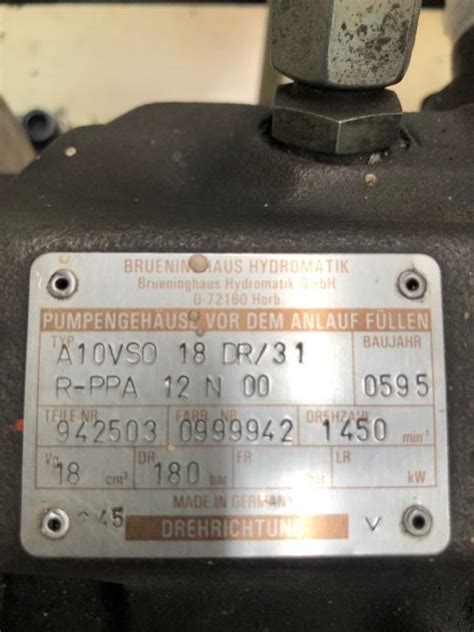 BRUENINGHAUS HYDROMATIK
Brueninghaus Hydromatik GmbH
D-72160 Horb
PUMPENGEHÄUSE VOR DEM ANLAUF FÜLLEN
TYP BAUJAHR
A10VSO 18 DR/31
R-PPA 12 N 00 0595
TEILE-NR. FABR. NR. DREHZAHL
942503 0999942 1450 min⁻¹
Vg DR FR LR
18 cm³ 180 bar bar kW
MADE IN GERMANY
45 DREHRICHTUNG V